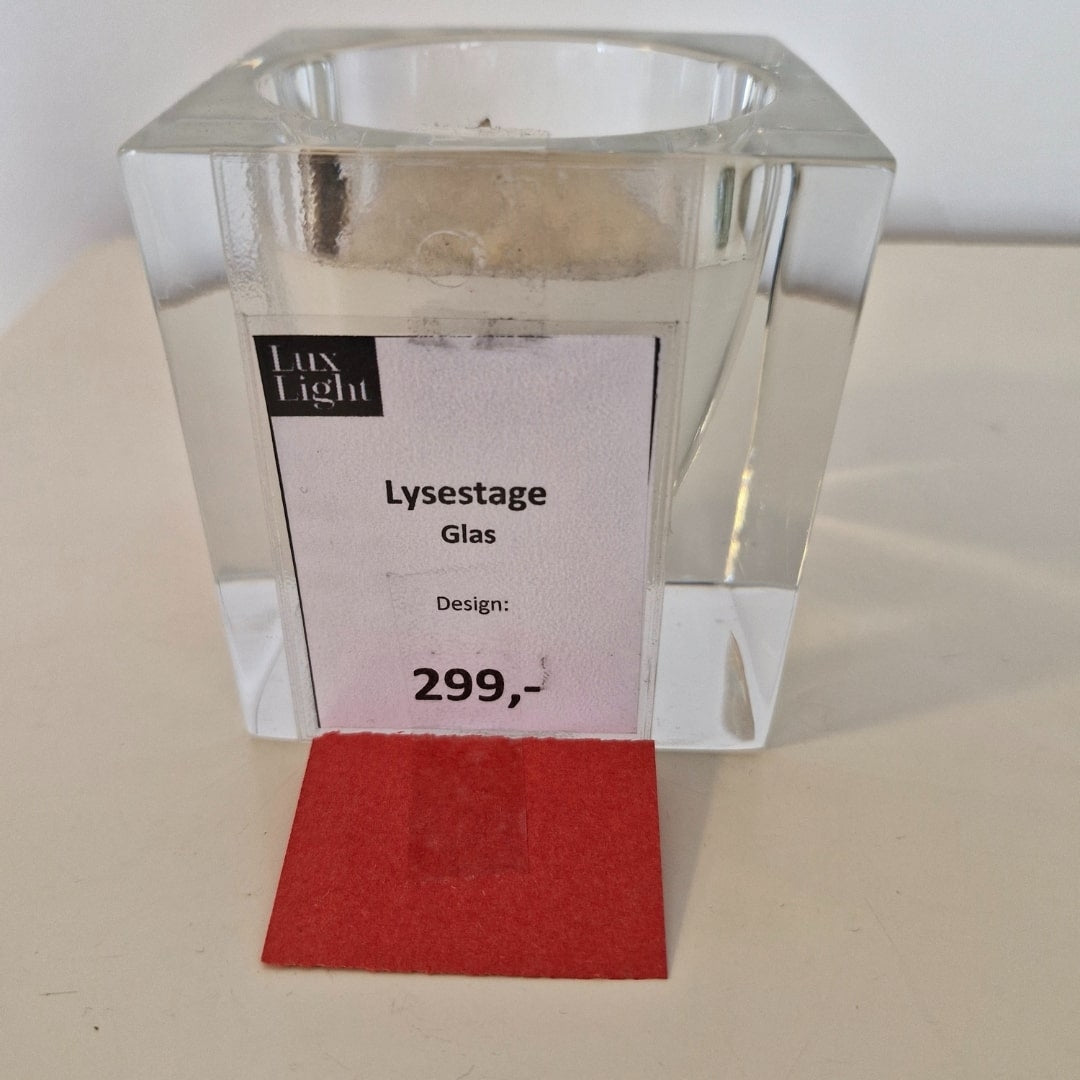 Lux
Light
Lysestage
Glas
Design:
299,-